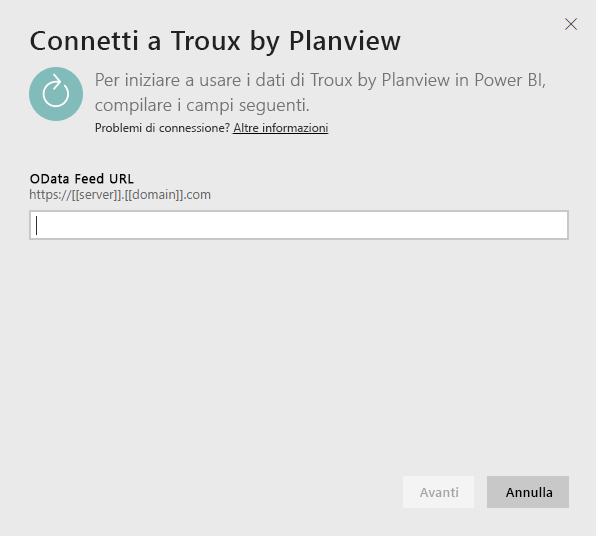 Connetti a Troux by Planview
Per iniziare a usare i dati di Troux by Planview in Power BI,
compilare i campi seguenti.
Problemi di connessione? Altre informazioni
OData Feed URL
https://[[server]].[[domain]].com
Avanti
Annulla